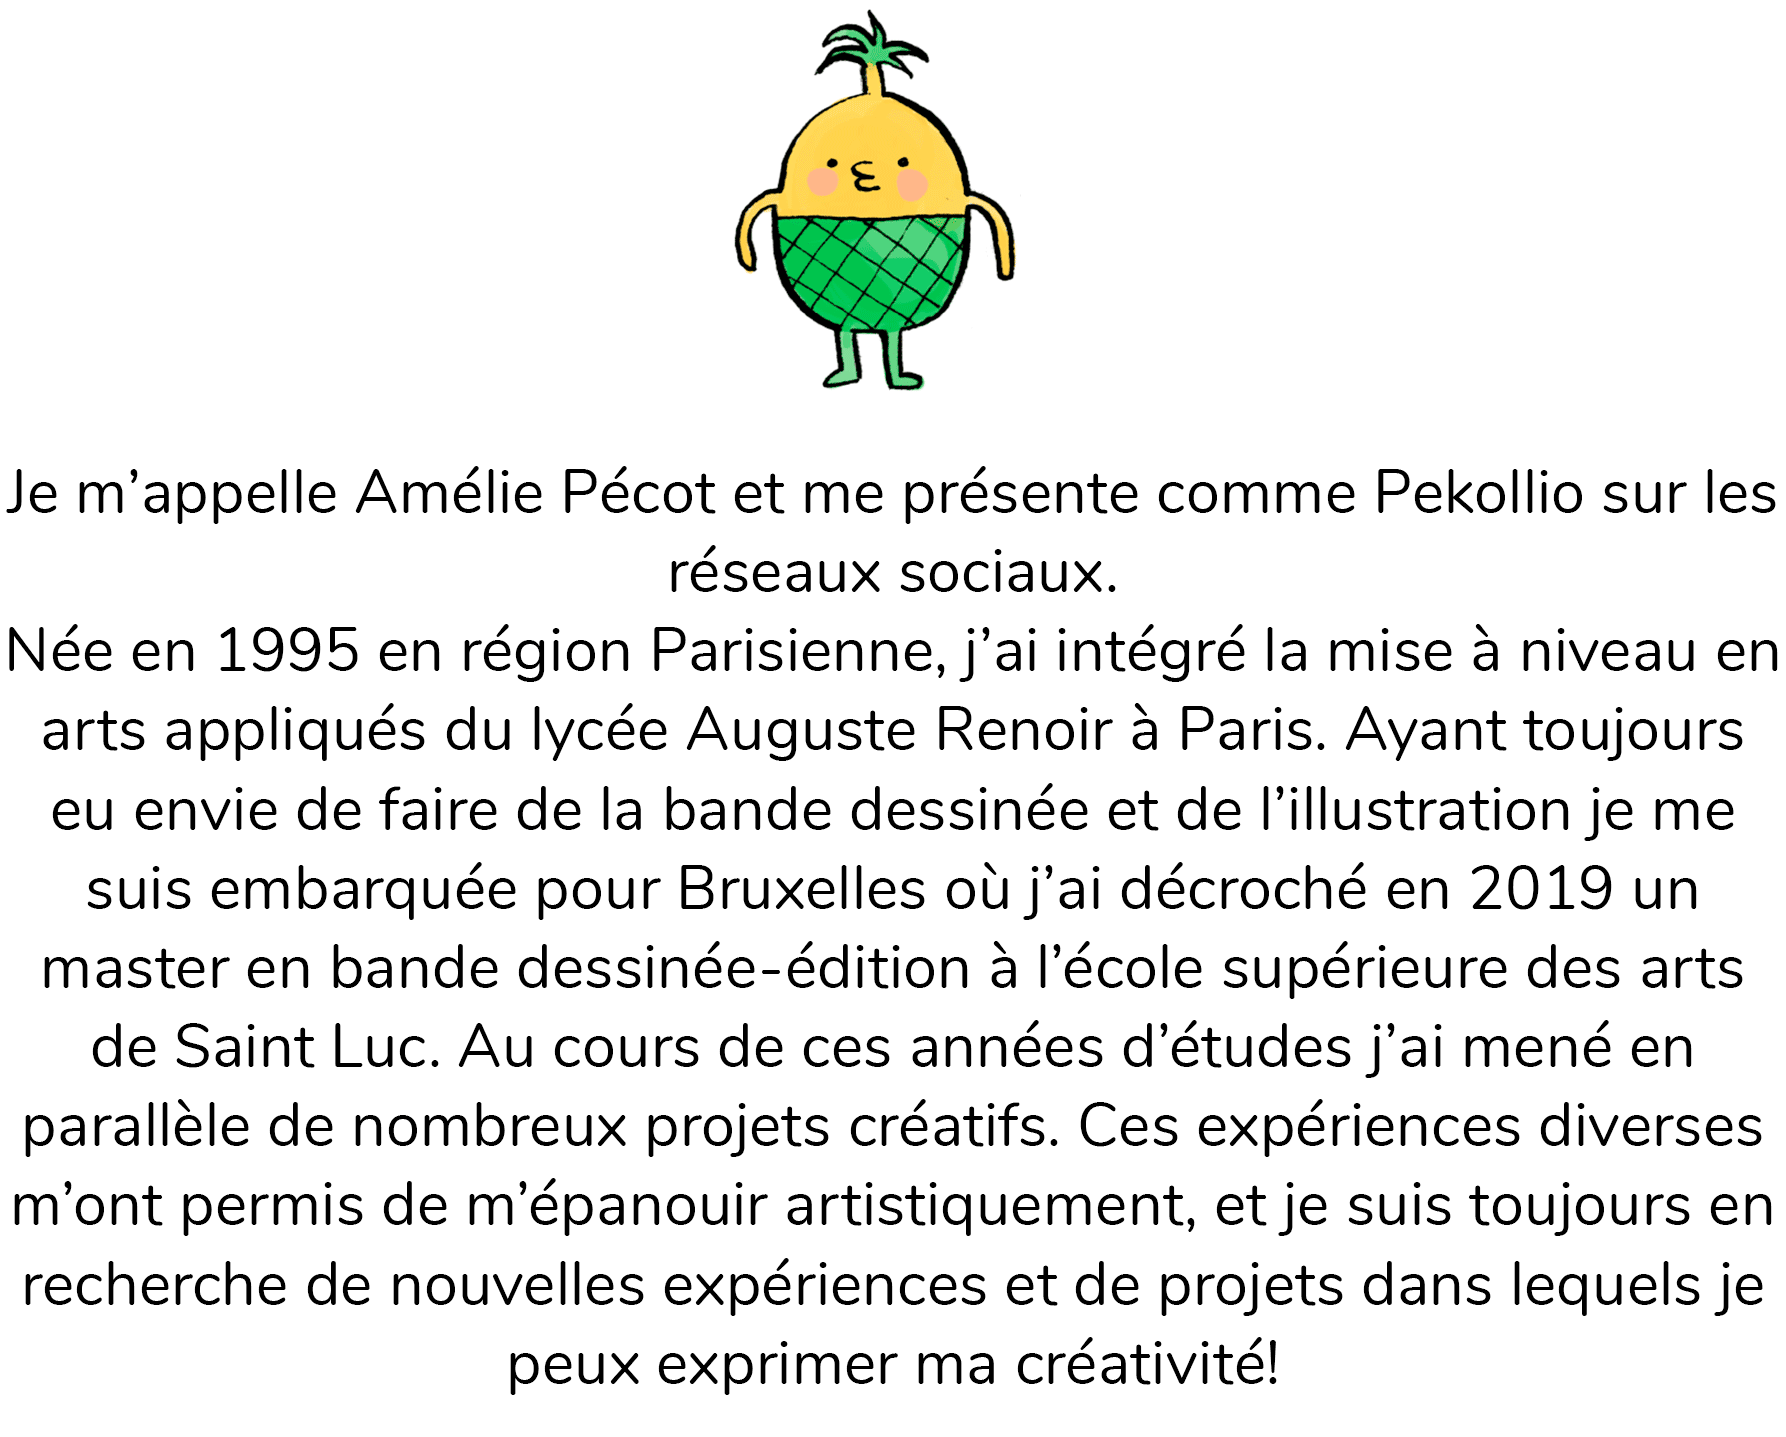 Je m’appelle Amélie Pécot et me présente comme Pekollio sur les
réseaux sociaux.
Née en 1995 en région Parisienne, j’ai intégré la mise à niveau en
arts appliqués du lycée Auguste Renoir à Paris. Ayant toujours
eu envie de faire de la bande dessinée et de l’illustration je me
suis embarquée pour Bruxelles où j’ai décroché en 2019 un
master en bande dessinée-édition à l’école supérieure des arts
de Saint Luc. Au cours de ces années d’études j’ai mené en
parallèle de nombreux projets créatifs. Ces expériences diverses
m’ont permis de m’épanouir artistiquement, et je suis toujours en
recherche de nouvelles expériences et de projets dans lequels je
peux exprimer ma créativité!